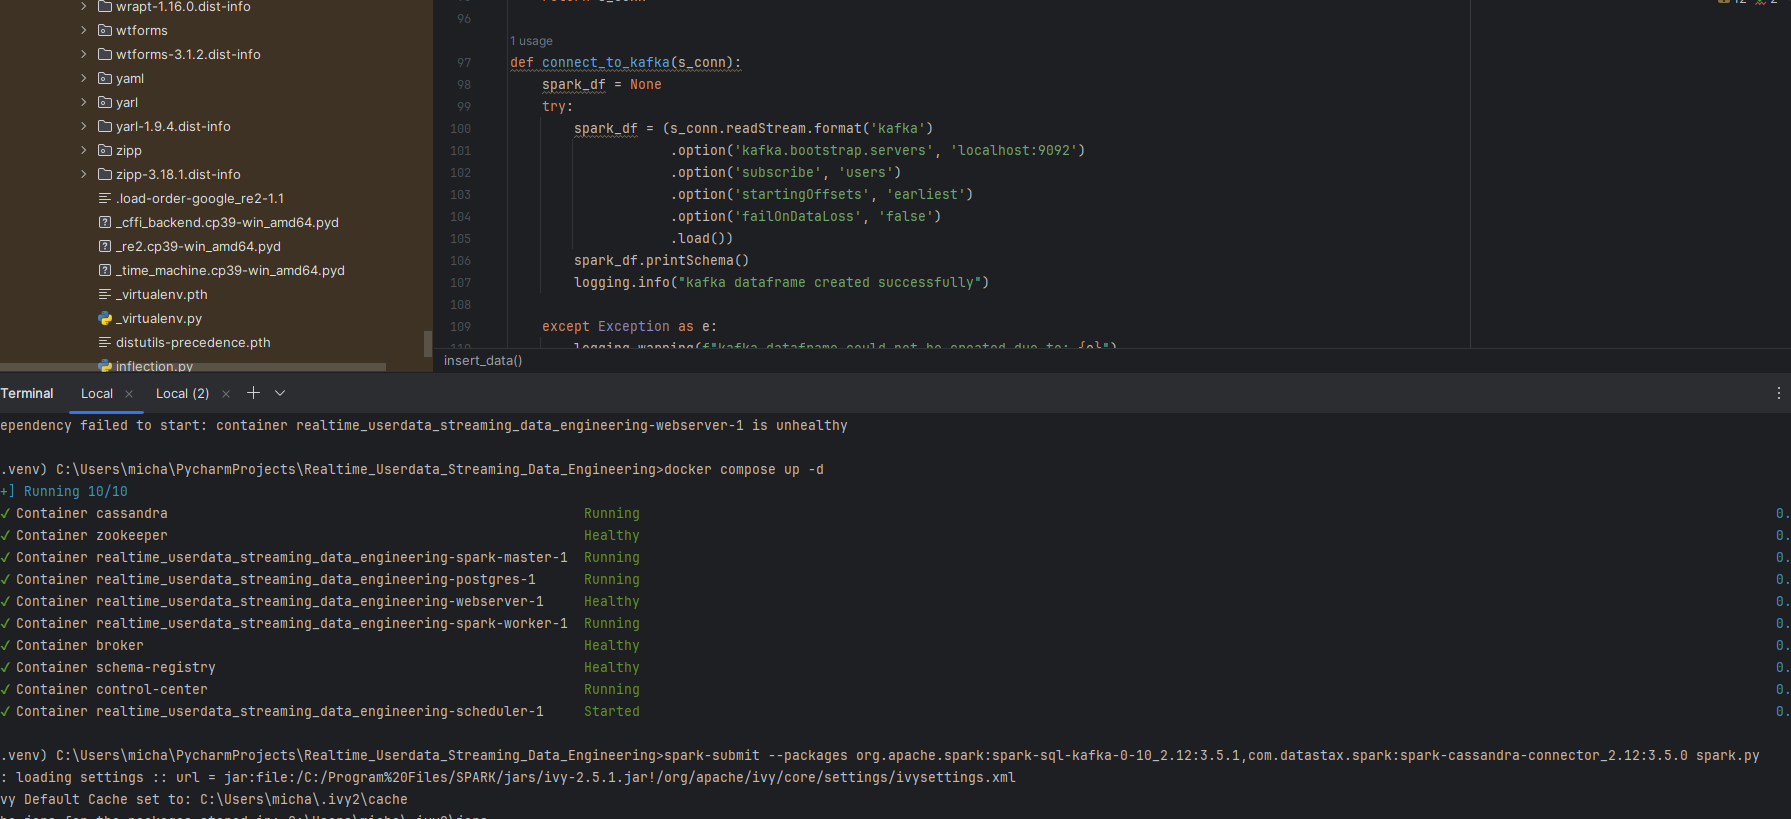 wrapt-1.16.0.dist-info
wtforms
wtforms-3.1.2.dist-info
yaml
yarl
yarl-1.9.4.dist-info
zipp
zipp-3.18.1.dist-info
.load-order-google_re2-1.1
_cffi_backend.cp39-win_amd64.pyd
_re2.cp39-win_amd64.pyd
_time_machine.cp39-win_amd64.pyd
_virtualenv.pth
_virtualenv.py
distutils-precedence.pth
inflection.py
96
1 usage
97 def connect_to_kafka(s_conn):
98 spark_df = None
99 try:
100 spark_df = (s_conn.readStream.format('kafka')
101 .option('kafka.bootstrap.servers', 'localhost:9092')
102 .option('subscribe', 'users')
103 .option('startingOffsets', 'earliest')
104 .option('failOnDataLoss', 'false')
105 .load())
106 spark_df.printSchema()
107 logging.info("kafka dataframe created successfully")
108
109 except Exception as e:
110 logging.warning(f"kafka dataframe could not be created due to: {e}")
insert_data()
Terminal Local × Local (2) ×
ependency failed to start: container realtime_userdata_streaming_data_engineering-webserver-1 is unhealthy
.venv) C:\Users\micha\PycharmProjects\Realtime_Userdata_Streaming_Data_Engineering>docker compose up -d
+] Running 10/10
✓ Container cassandra Running 0.
✓ Container zookeeper Healthy 0.
✓ Container realtime_userdata_streaming_data_engineering-spark-master-1 Running 0.
✓ Container realtime_userdata_streaming_data_engineering-postgres-1 Running 0.
✓ Container realtime_userdata_streaming_data_engineering-webserver-1 Healthy 0.
✓ Container realtime_userdata_streaming_data_engineering-spark-worker-1 Running 0.
✓ Container broker Healthy 0.
✓ Container schema-registry Healthy 0.
✓ Container control-center Running 0.
✓ Container realtime_userdata_streaming_data_engineering-scheduler-1 Started 0.
.venv) C:\Users\micha\PycharmProjects\Realtime_Userdata_Streaming_Data_Engineering>spark-submit --packages org.apache.spark:spark-sql-kafka-0-10_2.12:3.5.1,com.datastax.spark:spark-cassandra-connector_2.12:3.5.0 spark.py
: loading settings :: url = jar:file:/C:/Program%20Files/SPARK/jars/ivy-2.5.1.jar!/org/apache/ivy/core/settings/ivysettings.xml
vy Default Cache set to: C:\Users\micha\.ivy2\cache